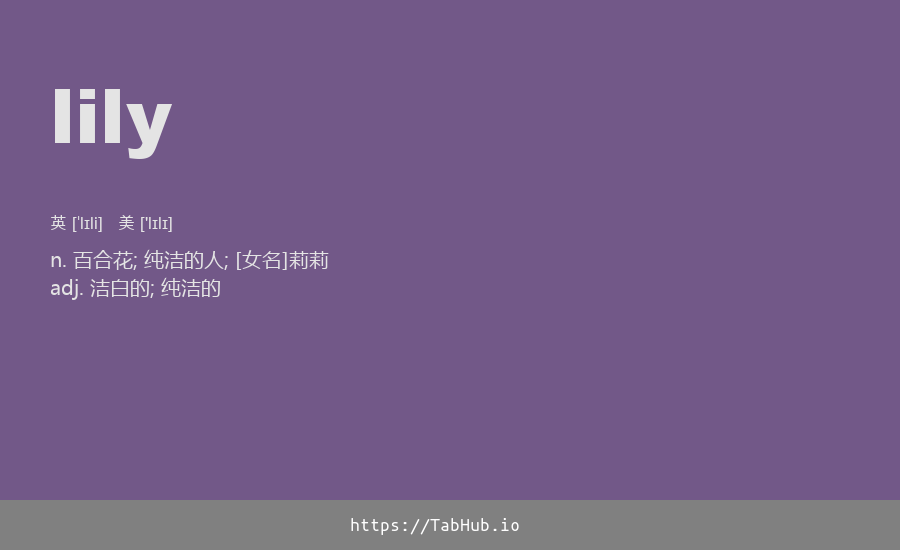 lily
英 [ˈlɪli] 美 ['lɪlɪ]
n. 百合花; 纯洁的人; [女名]莉莉
adj. 洁白的; 纯洁的
https://TabHub.io